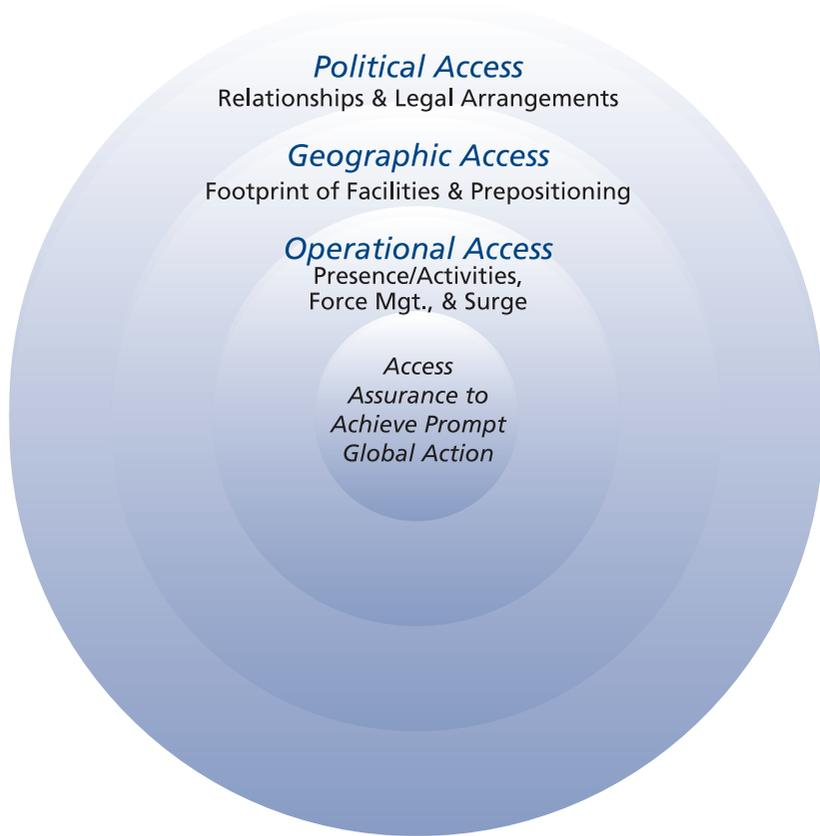 Political Access
Relationships & Legal Arrangements
Geographic Access
Footprint of Facilities & Prepositioning
Operational Access
Presence/Activities,
Force Mgt., & Surge
Access
Assurance to
Achieve Prompt
Global Action